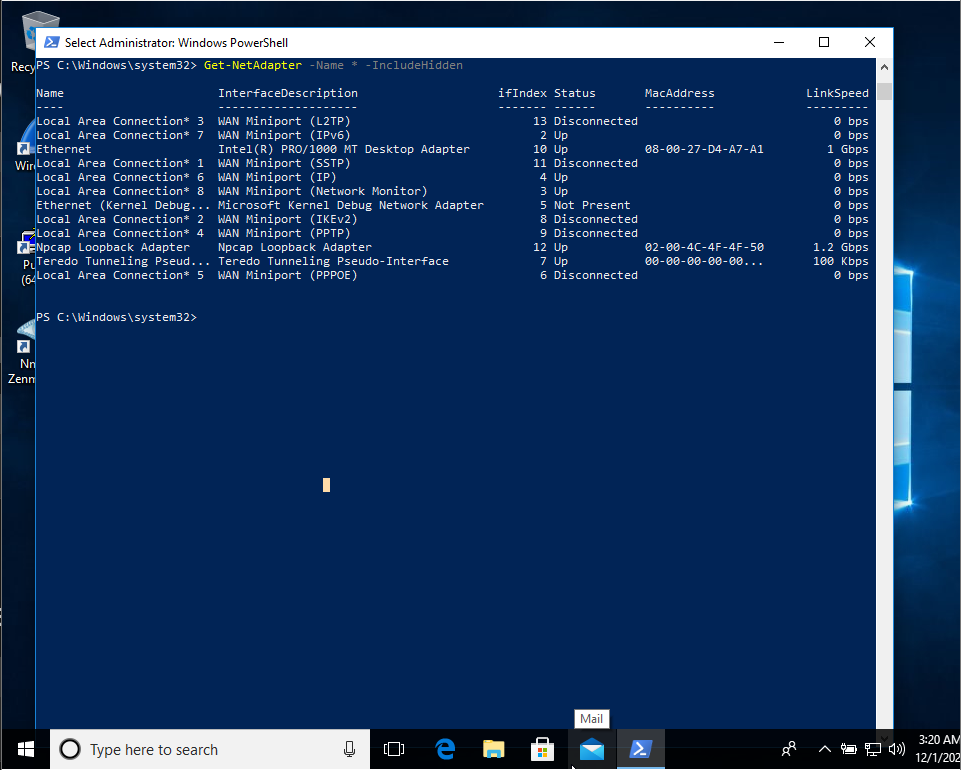 Select Administrator: Windows PowerShell
Recy
PS C:\Windows\system32> Get-NetAdapter -Name * -IncludeHidden
Name InterfaceDescription ifIndex Status MacAddress LinkSpeed
---- -------------------- ------- ------ ---------- ---------
Local Area Connection* 3 WAN Miniport (L2TP) 13 Disconnected 0 bps
Local Area Connection* 7 WAN Miniport (IPv6) 2 Up 0 bps
Ethernet Intel(R) PRO/1000 MT Desktop Adapter 10 Up 08-00-27-D4-A7-A1 1 Gbps
Local Area Connection* 1 WAN Miniport (SSTP) 11 Disconnected 0 bps
Local Area Connection* 6 WAN Miniport (IP) 4 Up 0 bps
Local Area Connection* 8 WAN Miniport (Network Monitor) 3 Up 0 bps
Ethernet (Kernel Debug... Microsoft Kernel Debug Network Adapter 5 Not Present 0 bps
Local Area Connection* 2 WAN Miniport (IKEv2) 8 Disconnected 0 bps
Local Area Connection* 4 WAN Miniport (PPTP) 9 Disconnected 0 bps
Npcap Loopback Adapter Npcap Loopback Adapter 12 Up 02-00-4C-4F-4F-50 1.2 Gbps
Teredo Tunneling Pseud... Teredo Tunneling Pseudo-Interface 7 Up 00-00-00-00-00... 100 Kbps
Local Area Connection* 5 WAN Miniport (PPPOE) 6 Disconnected 0 bps
PS C:\Windows\system32>
Wir
Pu
(64
Nn
Zenm
Mail
Type here to search
3:20 AM
12/1/202